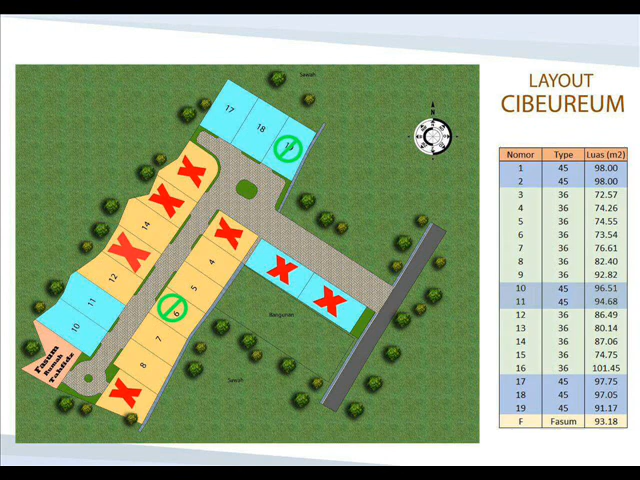 LAYOUT
CIBEUREUM
Sawah
17
18
19
N
14
12
11
10
4
5
6
7
8
Bangunan
Sawah
Fasum
Rumah
Tahfidz
Nomor Type Luas (m2)
1 45 98.00
2 45 98.00
3 36 72.57
4 36 74.26
5 36 74.55
6 36 73.54
7 36 76.61
8 36 82.40
9 36 92.82
10 45 96.51
11 45 94.68
12 36 86.49
13 36 80.14
14 36 87.06
15 36 74.75
16 36 101.45
17 45 97.75
18 45 97.05
19 45 91.17
F Fasum 93.18